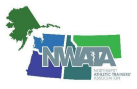 NWATA
NORTHWEST
ATHLETIC TRAINERS'
ASSOCIATION